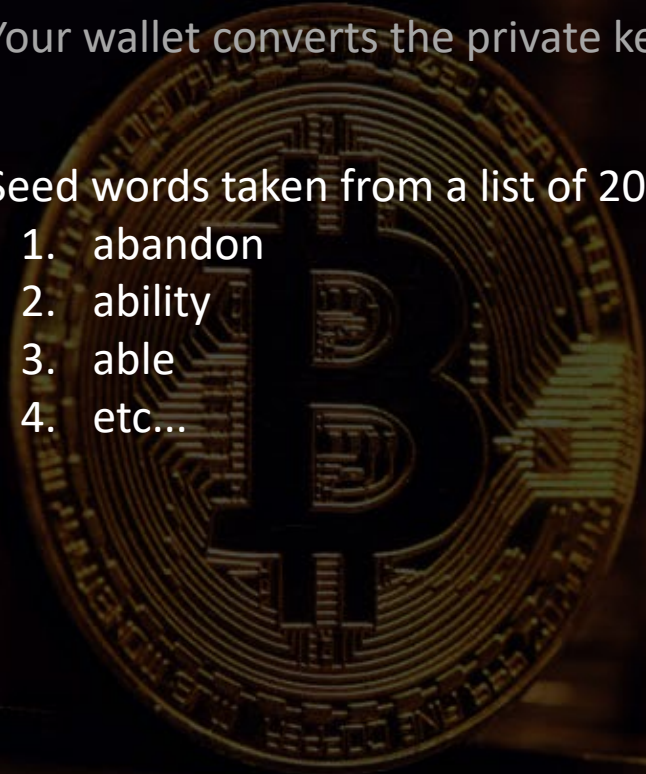 Your wallet converts the private ke
Seed words taken from a list of 20
1. abandon
2. ability
3. able
4. etc...